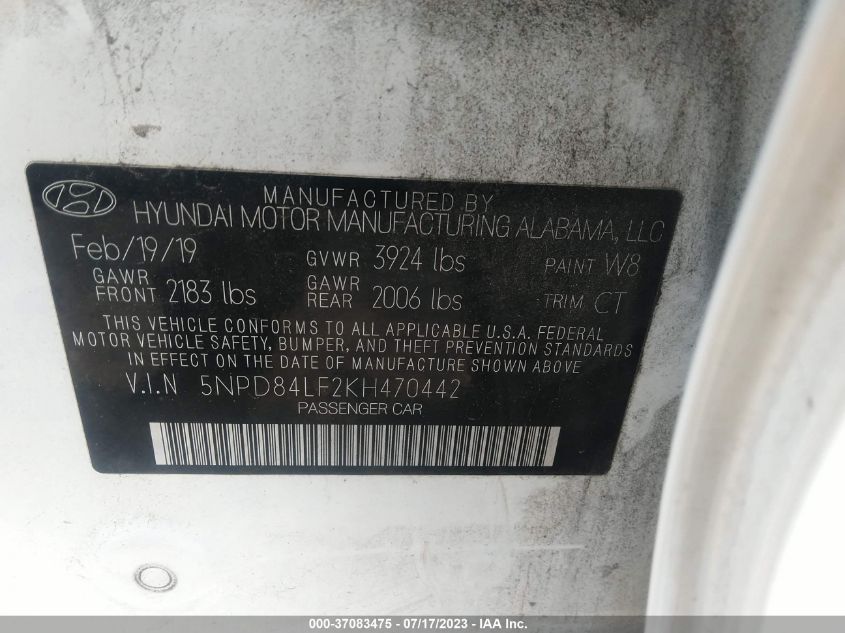 MANUFACTURED BY
HYUNDAI MOTOR MANUFACTURING ALABAMA, LLC
Feb/19/19 GVWR 3924 lbs PAINT W8
GAWR FRONT 2183 lbs GAWR REAR 2006 lbs TRIM CT
THIS VEHICLE CONFORMS TO ALL APPLICABLE U.S.A. FEDERAL
MOTOR VEHICLE SAFETY, BUMPER, AND THEFT PREVENTION STANDARDS
IN EFFECT ON THE DATE OF MANUFACTURE SHOWN ABOVE
V.I.N 5NPD84LF2KH470442
PASSENGER CAR
000-37083475 - 07/17/2023 - IAA Inc.